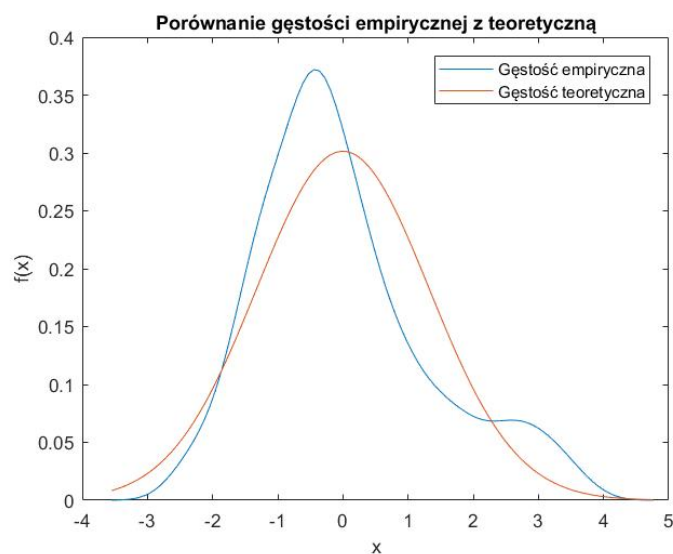 Porównanie gęstości empirycznej z teoretyczną
Gęstość empiryczna
Gęstość teoretyczna
0.4
0.35
0.3
0.25
0.2
0.15
0.1
0.05
0
f(x)
-4 -3 -2 -1 0 1 2 3 4 5
x